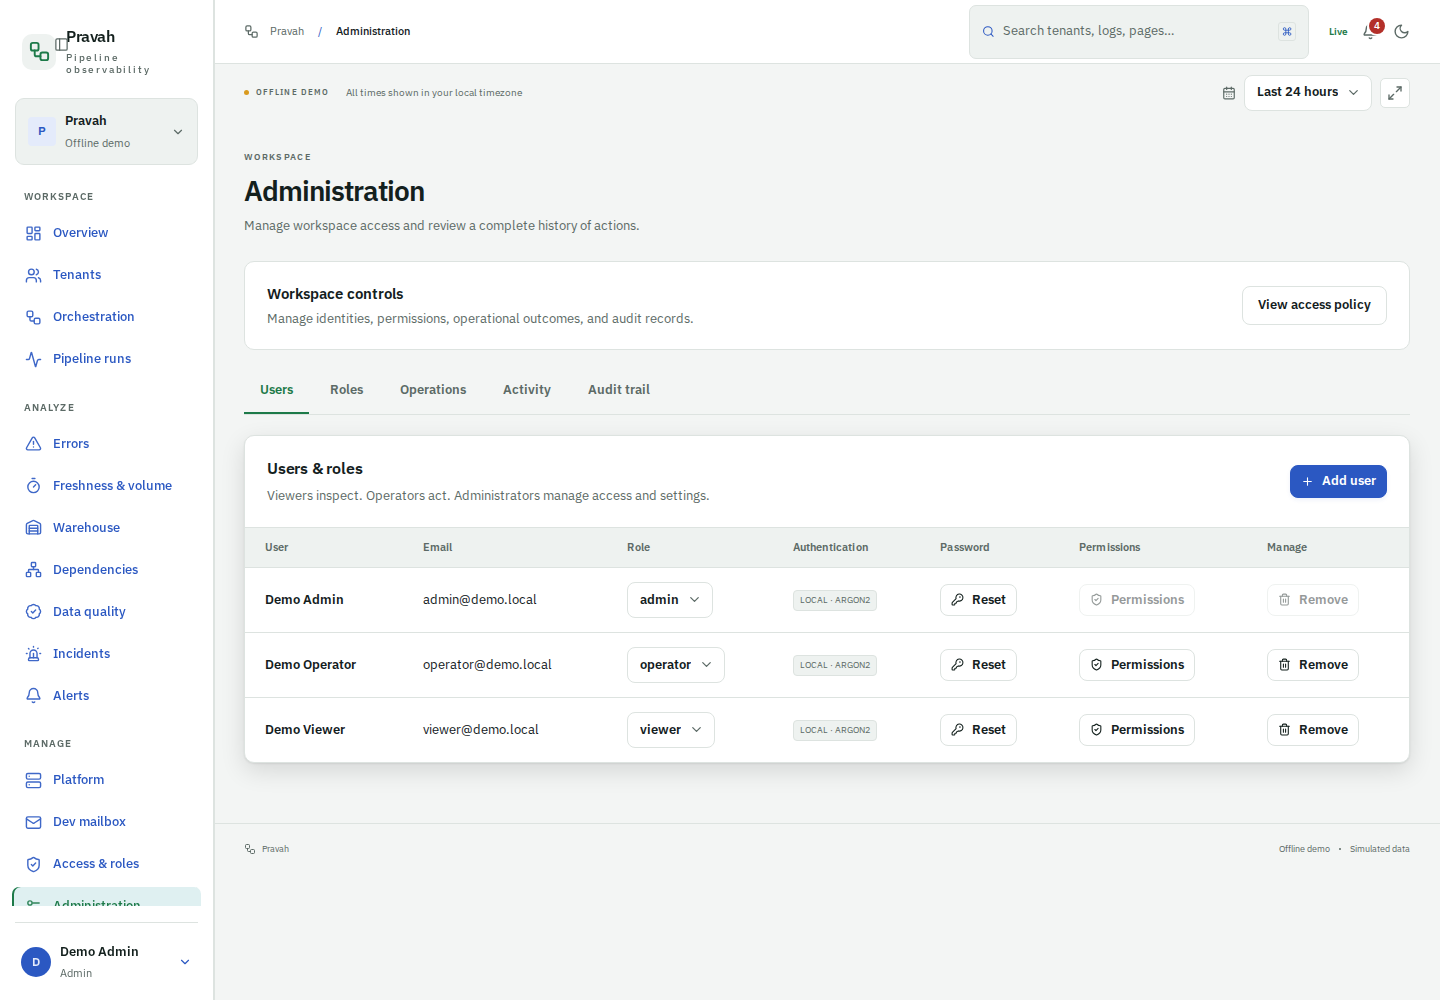 Pravah
Pipeline
observability
P
Pravah
Offline demo
WORKSPACE
Overview
Tenants
Orchestration
Pipeline runs
ANALYZE
Errors
Freshness & volume
Warehouse
Dependencies
Data quality
Incidents
Alerts
MANAGE
Platform
Dev mailbox
Access & roles
Administration
D
Demo Admin
Admin
Pravah / Administration
Search tenants, logs, pages...
⌘
Live
4
OFFLINE DEMO
All times shown in your local timezone
Last 24 hours
WORKSPACE
Administration
Manage workspace access and review a complete history of actions.
Workspace controls
Manage identities, permissions, operational outcomes, and audit records.
View access policy
Users Roles Operations Activity Audit trail
Users & roles
Viewers inspect. Operators act. Administrators manage access and settings.
Add user
User Email Role Authentication Password Permissions Manage
Demo Admin admin@demo.local admin LOCAL · ARGON2 Reset Permissions Remove
Demo Operator operator@demo.local operator LOCAL · ARGON2 Reset Permissions Remove
Demo Viewer viewer@demo.local viewer LOCAL · ARGON2 Reset Permissions Remove
Pravah
Offline demo • Simulated data